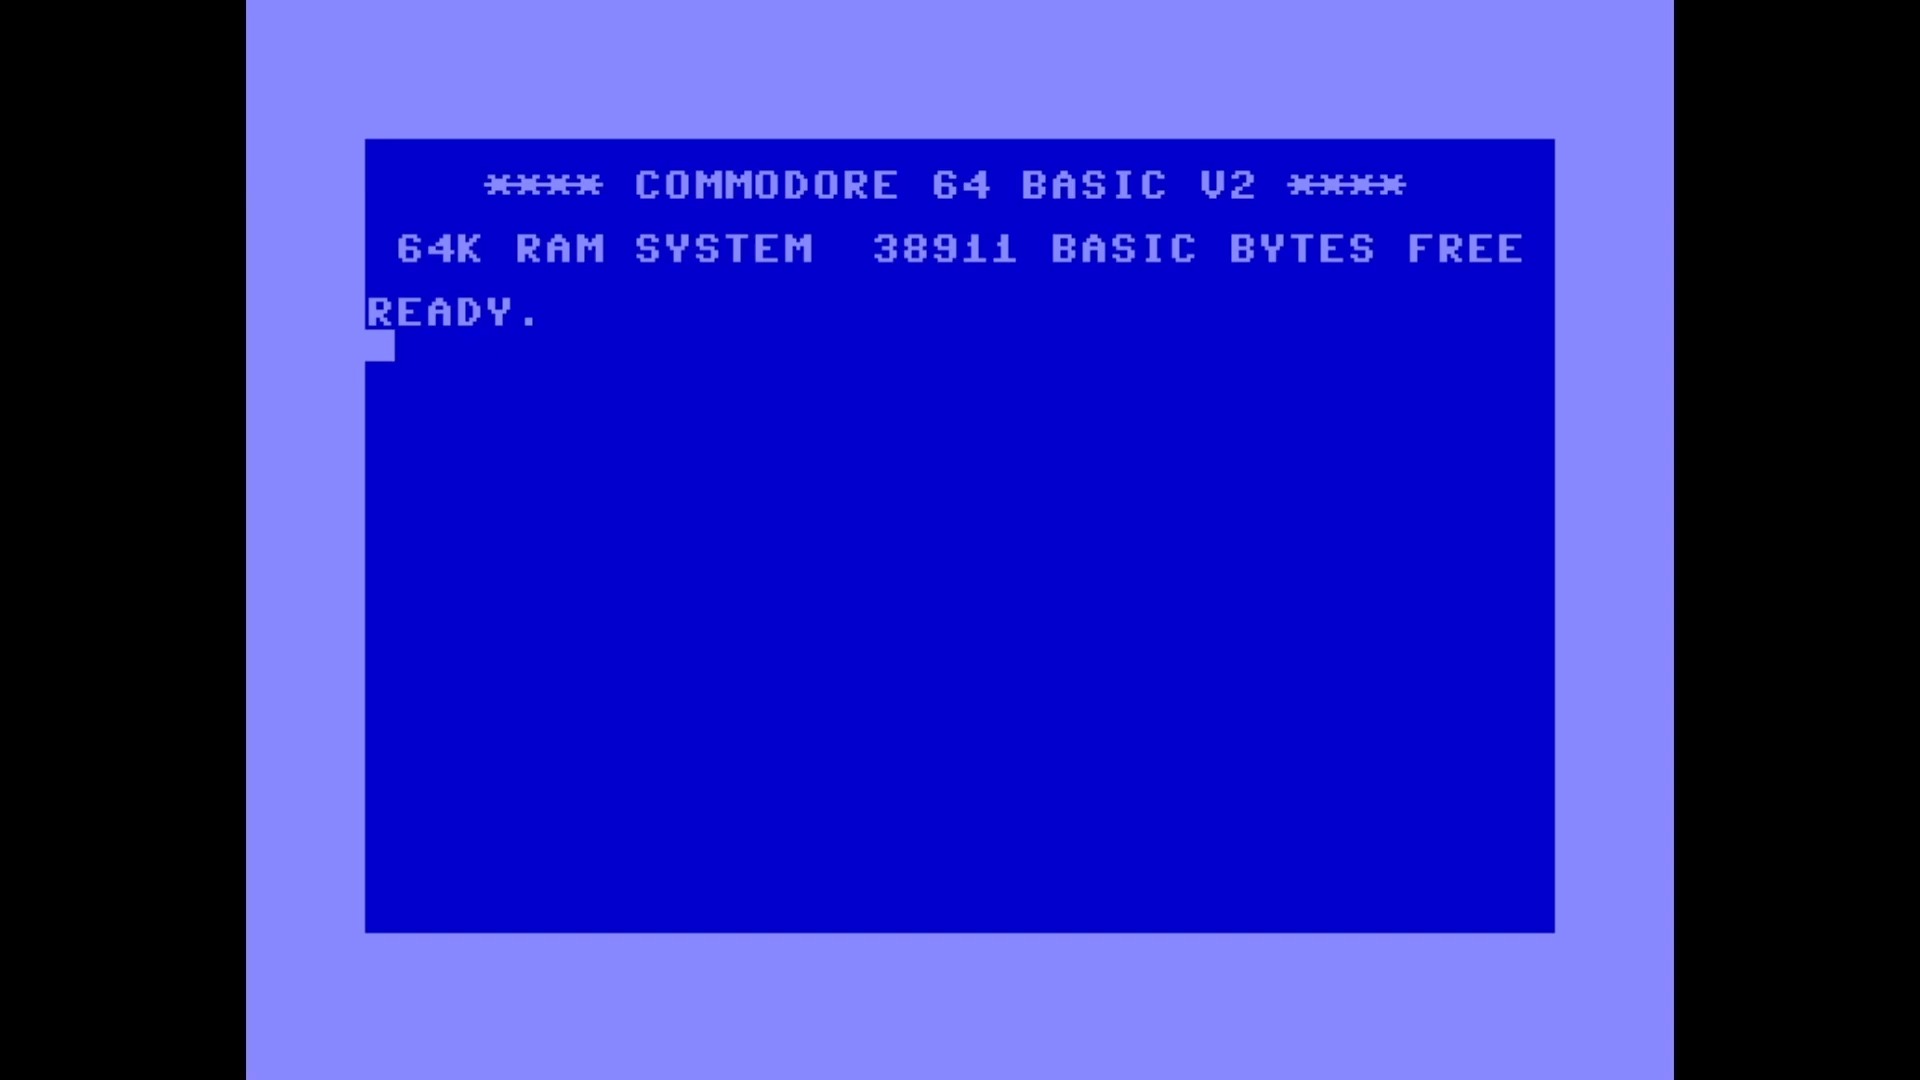 **** COMMODORE 64 BASIC V2 ****
64K RAM SYSTEM  38911 BASIC BYTES FREE
READY.